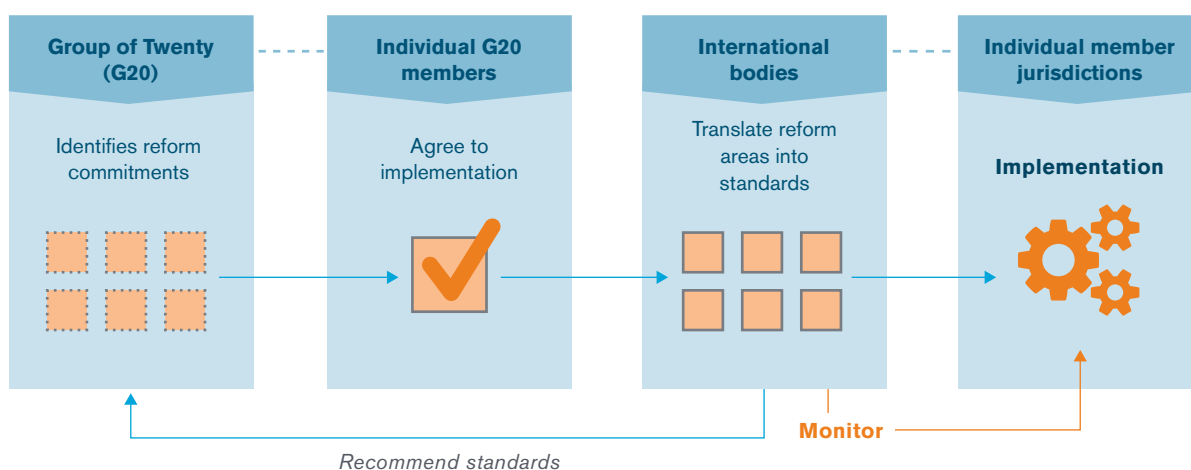 Group of Twenty
(G20)
Identifies reform
commitments
Individual G20
members
Agree to
implementation
International
bodies
Translate reform
areas into
standards
Individual member
jurisdictions
Implementation
Monitor
Recommend standards